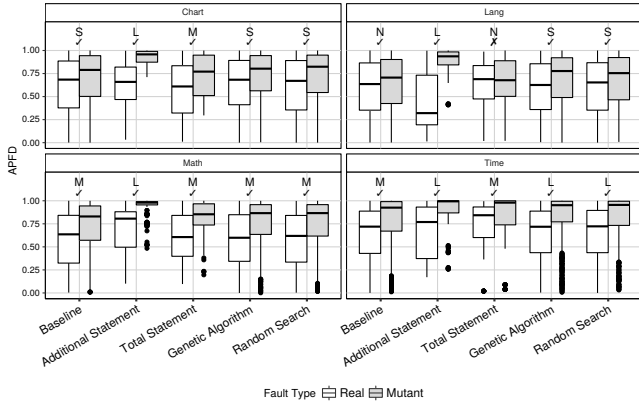 Chart Lang
S L M S S N L N S S
✓ ✓ ✓ ✓ ✓ ✓ ✓ ✗ ✓ ✓
1.00
0.75
0.50
0.25
0.00
APFD
Math Time
M L M M M M L M L L
✓ ✓ ✓ ✓ ✓ ✓ ✓ ✓ ✓ ✓
1.00
0.75
0.50
0.25
0.00
Baseline
Additional Statement
Total Statement
Genetic Algorithm
Random Search
Baseline
Additional Statement
Total Statement
Genetic Algorithm
Random Search
Fault Type Real Mutant